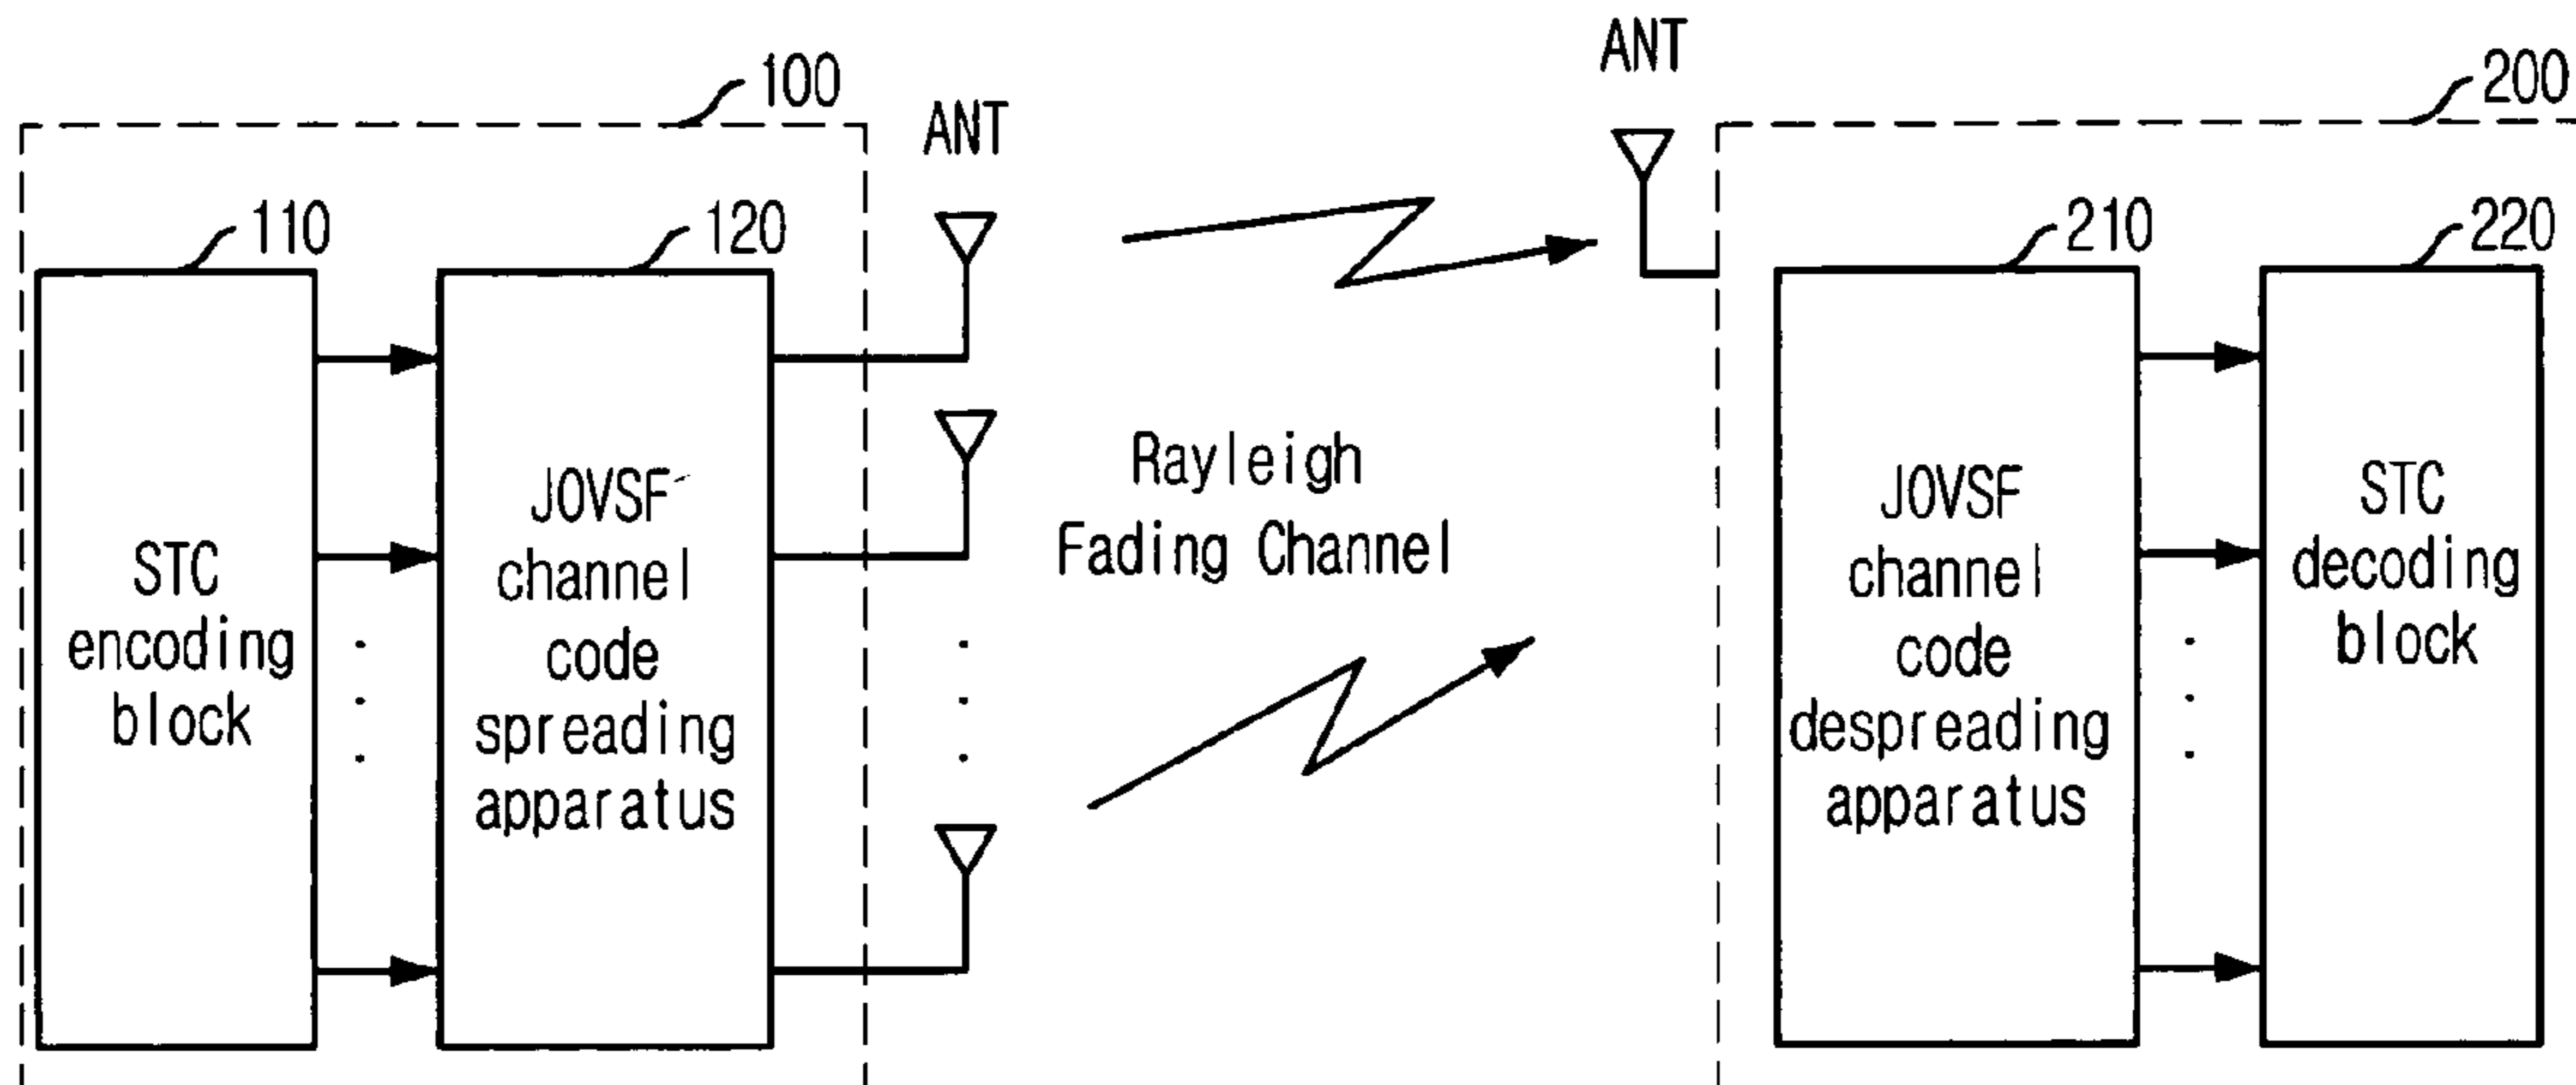 100
ANT
110
120
STC
encoding
block
JOVSF
channel
code
spreading
apparatus
Rayleigh
Fading Channel
ANT
200
210
220
JOVSF
channel
code
despreading
apparatus
STC
decoding
block